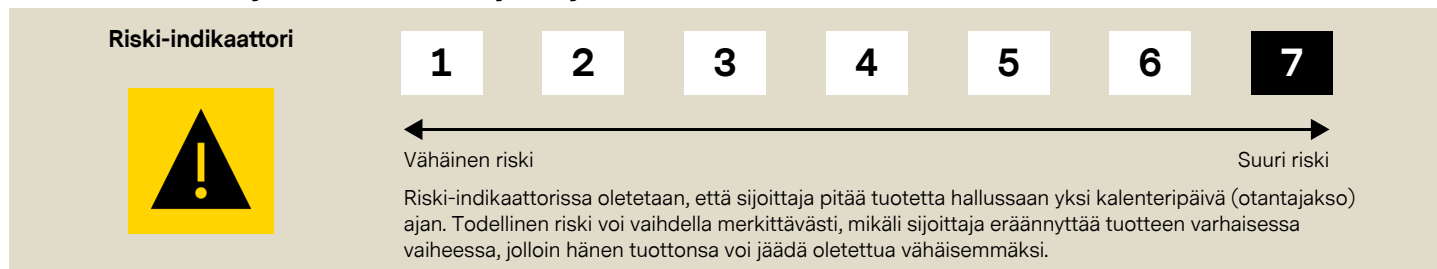 Riski-indikaattori
1 2 3 4 5 6 7
Vähäinen riski Suuri riski
Riski-indikaattorissa oletetaan, että sijoittaja pitää tuotetta hallussaan yksi kalenteripäivä (otantajakso)
ajan. Todellinen riski voi vaihdella merkittävästi, mikäli sijoittaja eräännyttää tuotteen varhaisessa
vaiheessa, jolloin hänen tuottonsa voi jäädä oletettua vähäisemmäksi.